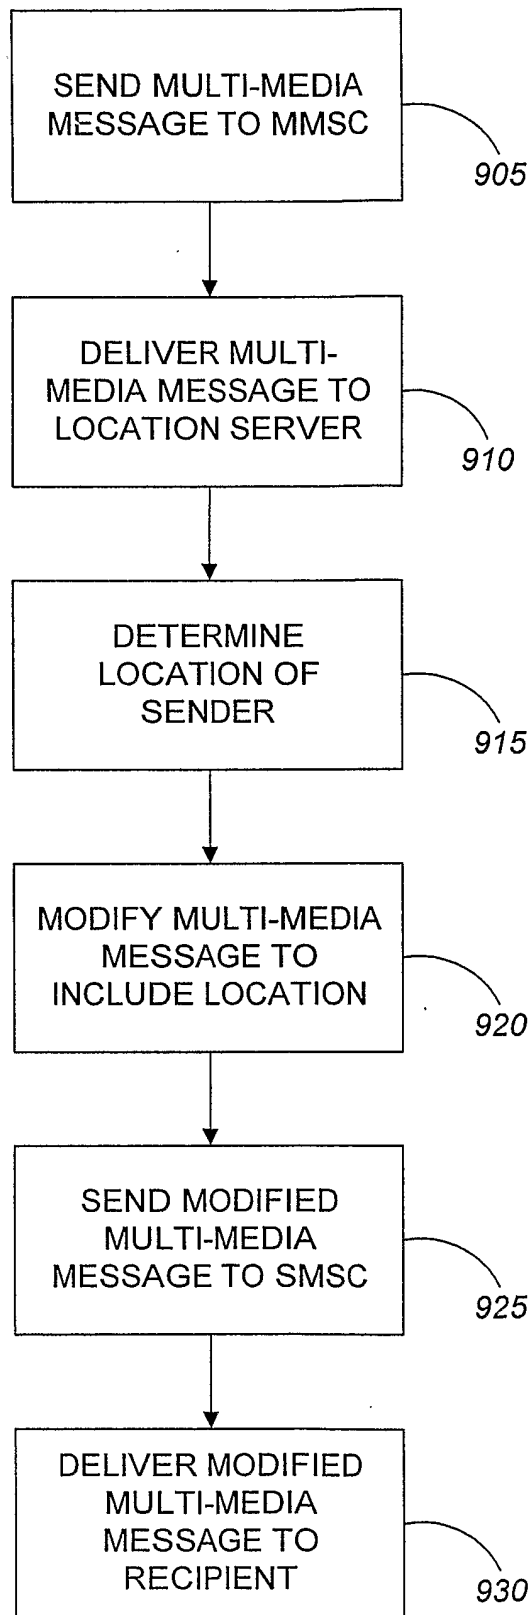 SEND MULTI-MEDIA
MESSAGE TO MMSC
905
DELIVER MULTI-
MEDIA MESSAGE TO
LOCATION SERVER
910
DETERMINE
LOCATION OF
SENDER
915
MODIFY MULTI-MEDIA
MESSAGE TO
INCLUDE LOCATION
920
SEND MODIFIED
MULTI-MEDIA
MESSAGE TO SMSC
925
DELIVER MODIFIED
MULTI-MEDIA
MESSAGE TO
RECIPIENT
930